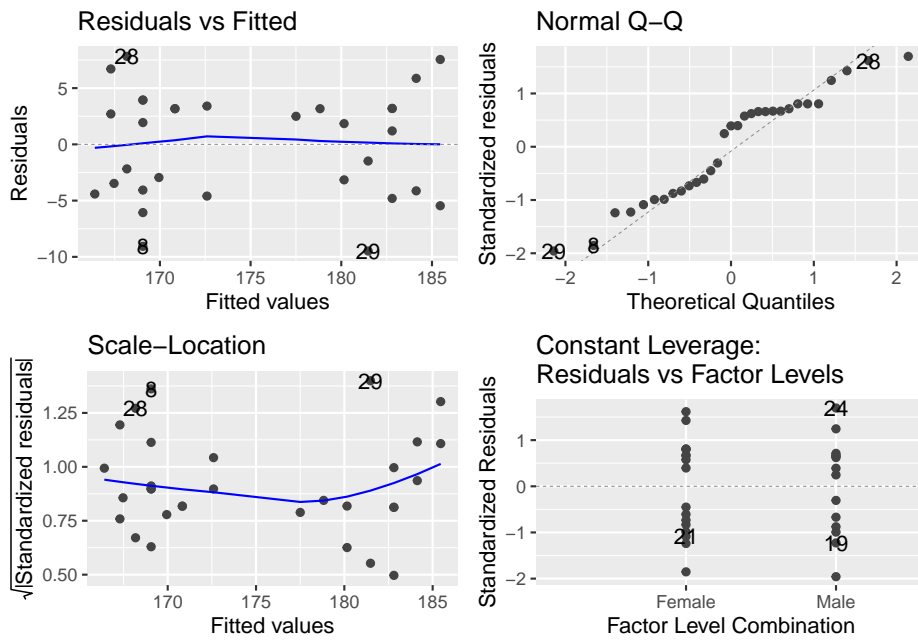 Residuals vs Fitted
Residuals
5
0
−5
−10
28
8
29
170
175
180
185
Fitted values
Normal Q−Q
Standardized residuals
2
1
0
−1
−2
28
8
29
−2
−1
0
1
2
Theoretical Quantiles
Scale−Location
√|Standardized residuals|
1.25
1.00
0.75
0.50
8
29
28
170
175
180
185
Fitted values
Constant Leverage:
Residuals vs Factor Levels
Standardized Residuals
1
0
−1
−2
24
21
19
Female
Male
Factor Level Combination